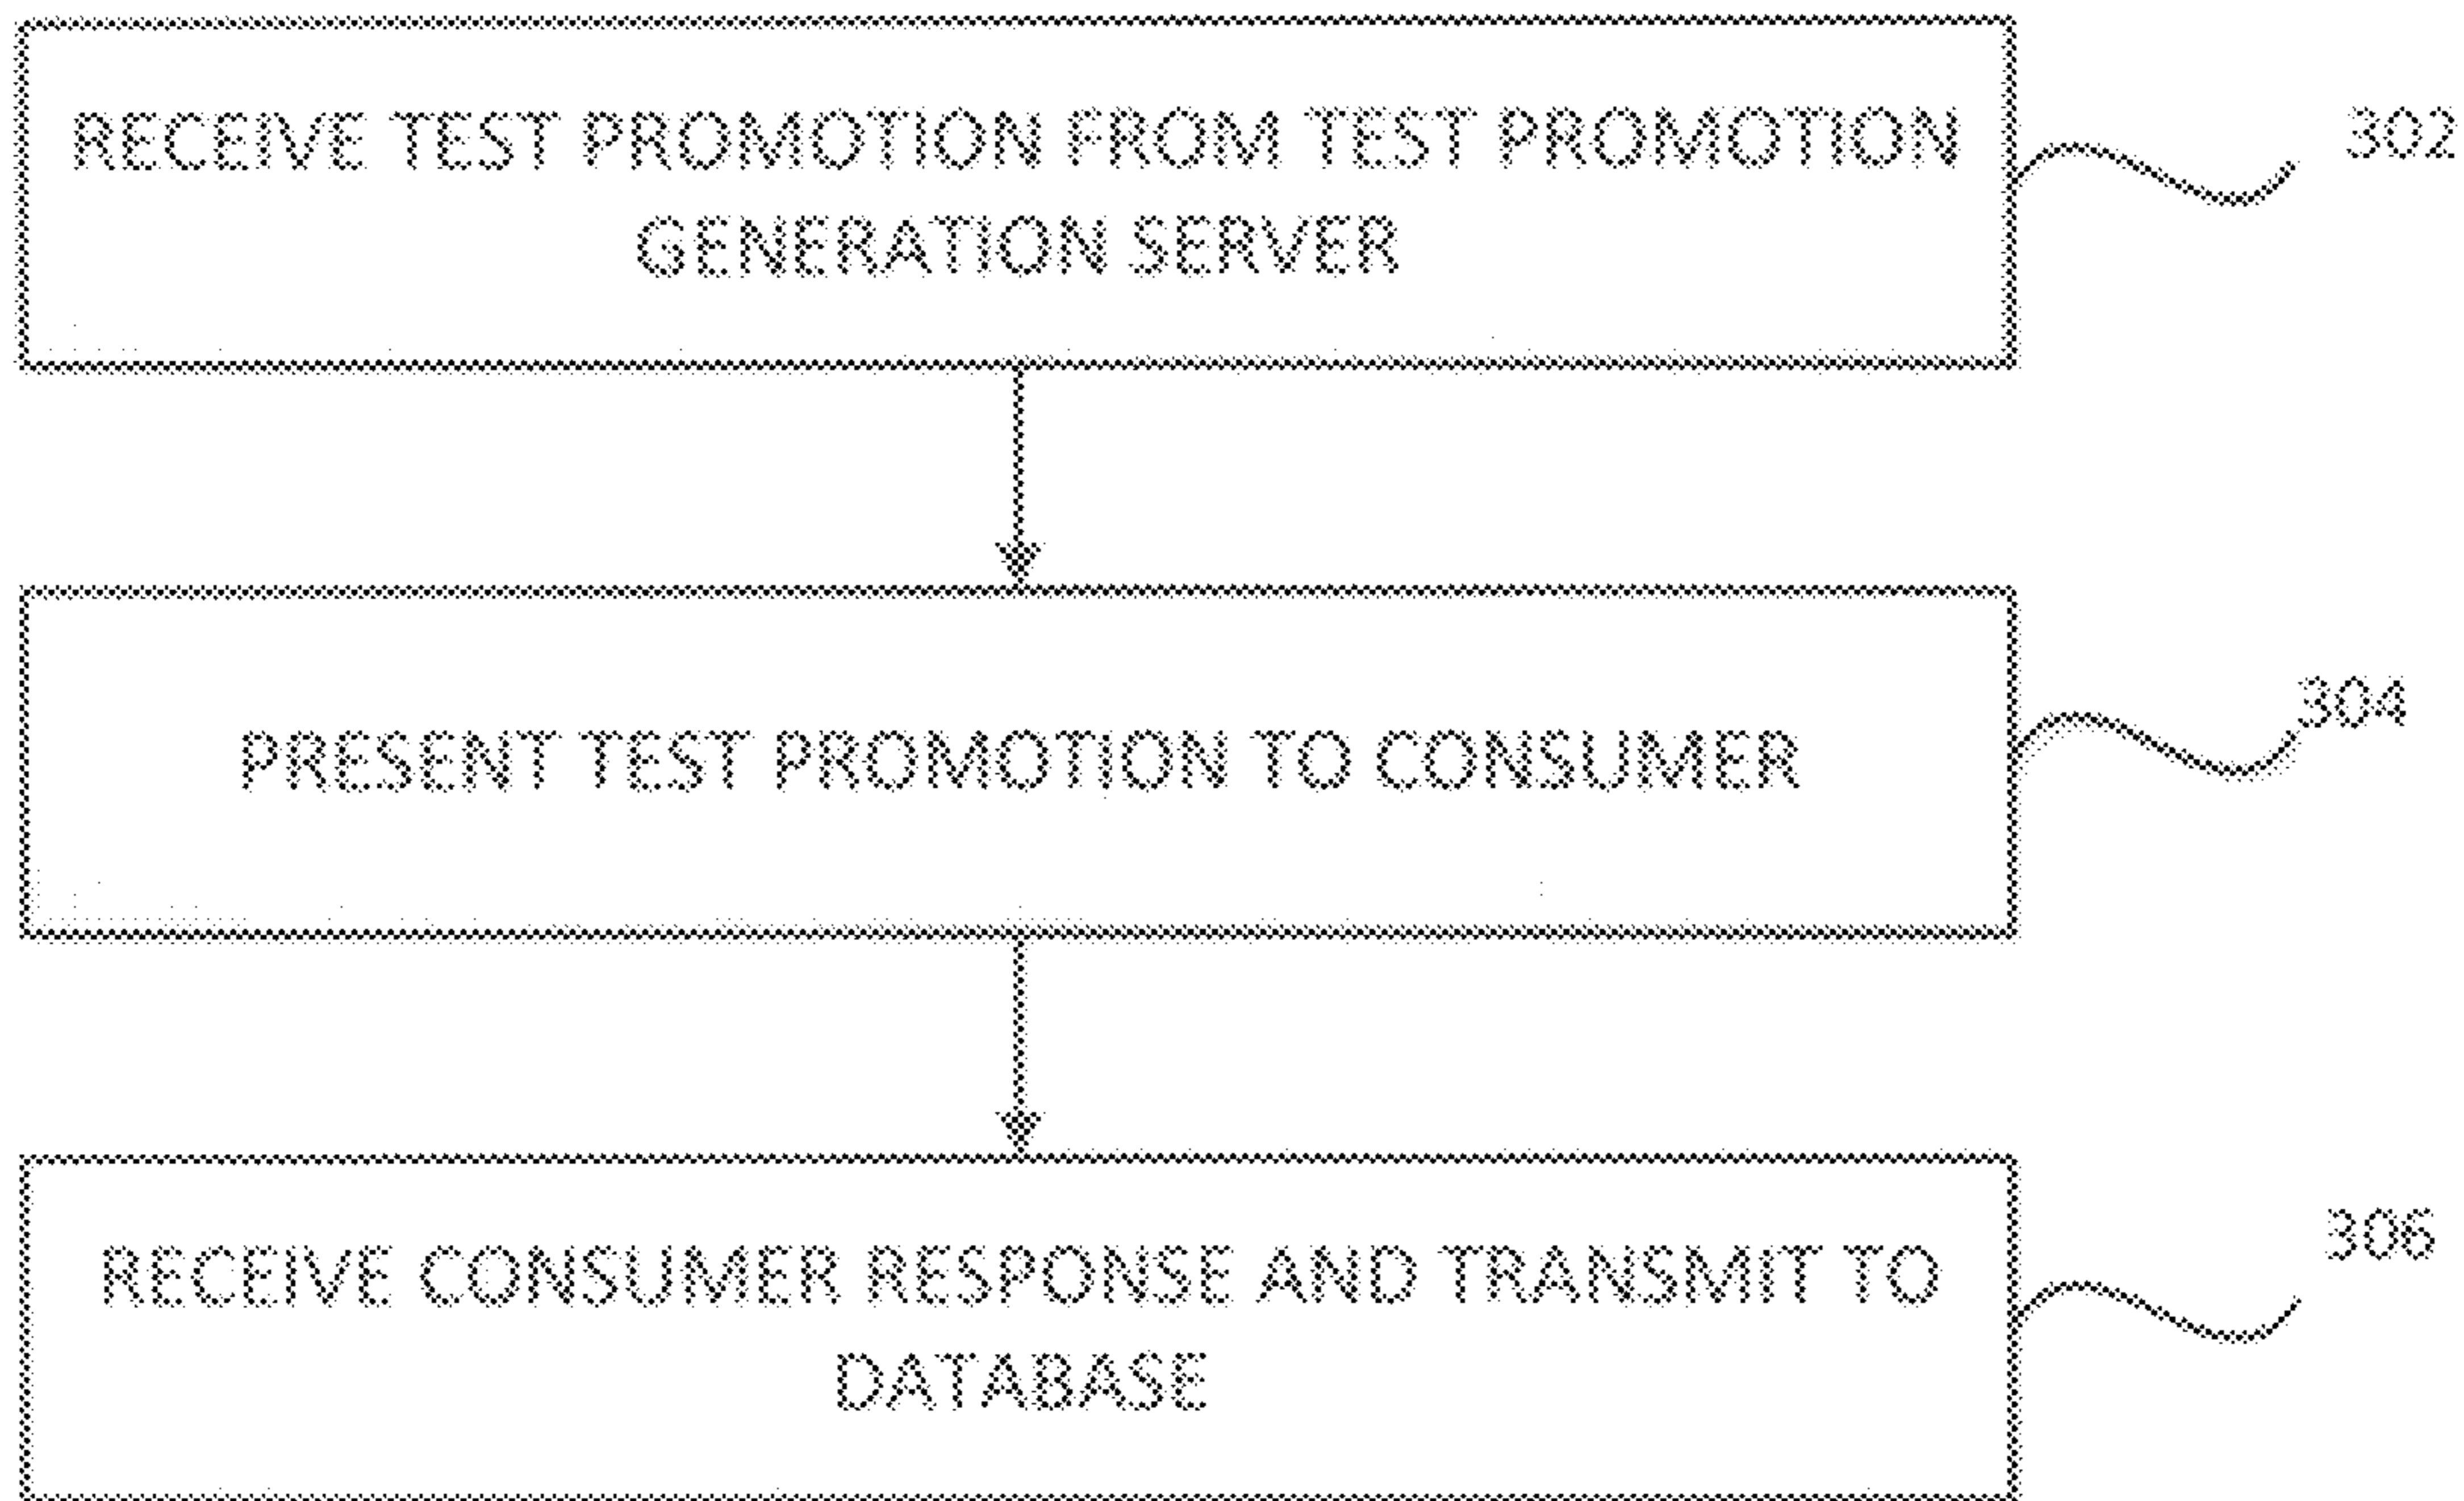 RECEIVE TEST PROMOTION FROM TEST PROMOTION
GENERATION SERVER
302
PRESENT TEST PROMOTION TO CONSUMER
304
RECEIVE CONSUMER RESPONSE AND TRANSMIT TO
DATABASE
306